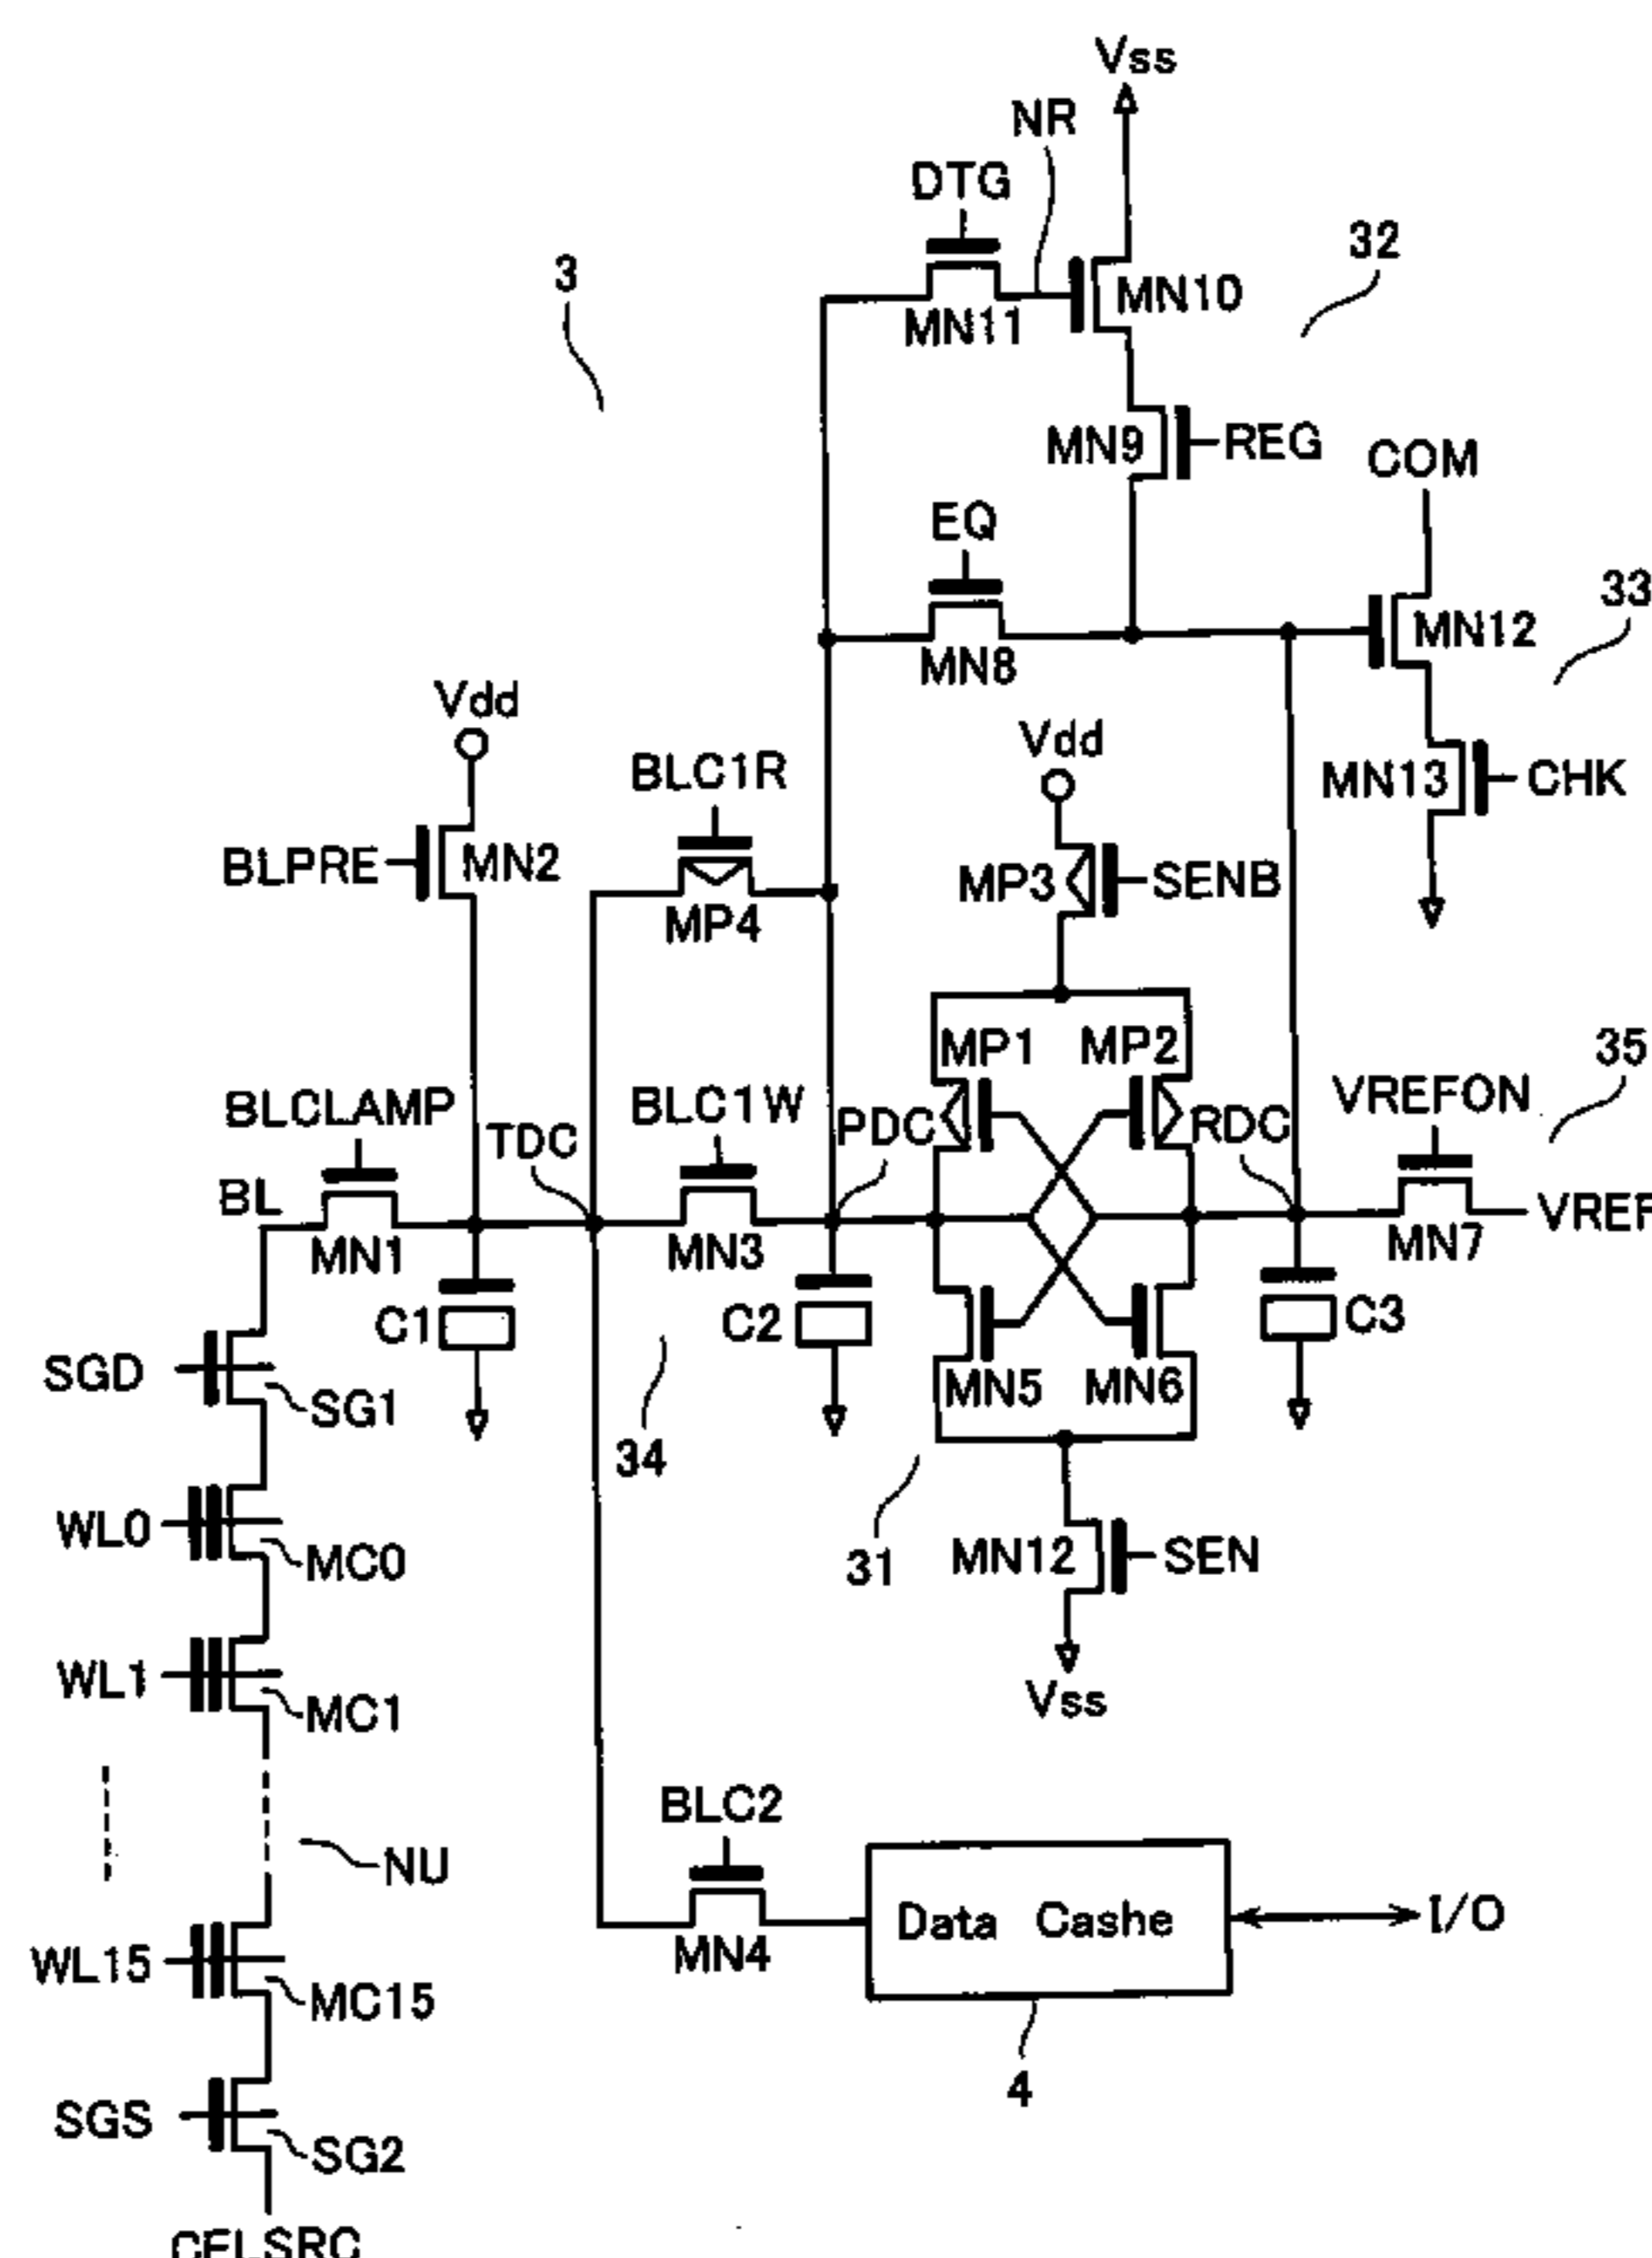 Vss
NR
DTG
32
3
MN10
MN11
MN9
REG
COM
EQ
33
MN12
MN8
Vdd
Vdd
BLC1R
MN13
CHK
BLPRE
MN2
MP3
SENB
MP4
MP1
MP2
35
BLCLAMP
BLC1W
VREFON
TDC
PDC
RDC
BL
VREF
MN1
MN3
MN7
C1
C2
C3
SGD
MN5
MN6
SG1
34
WL0
MN12
SEN
MC0
31
WL1
MC1
Vss
BLC2
NU
Data Cashe
I/O
WL15
MN4
MC15
4
SGS
SG2
CELSRC